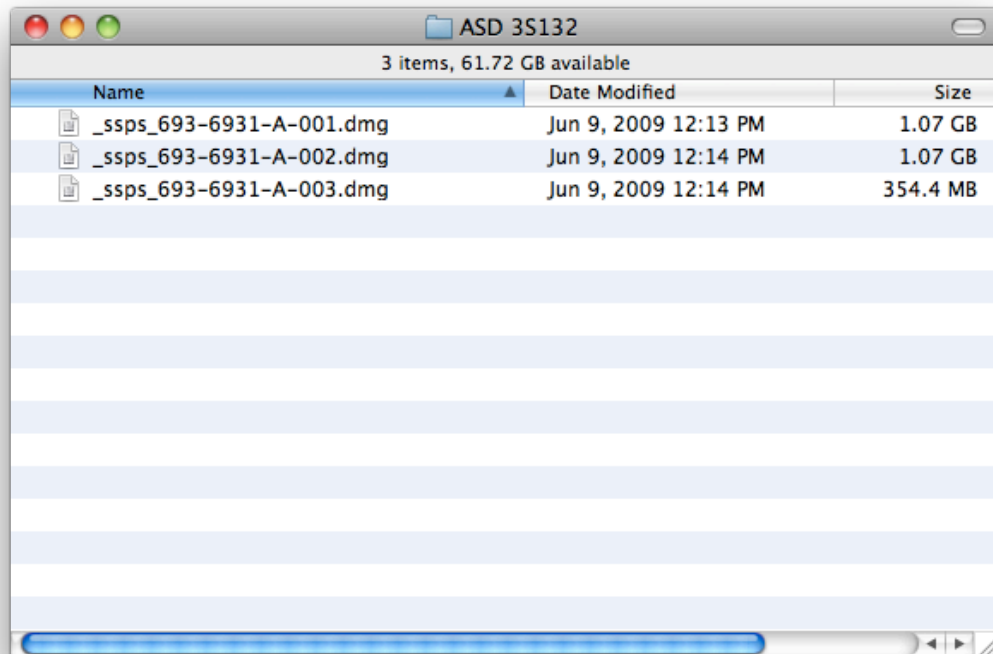 ASD 3S132
3 items, 61.72 GB available
Name Date Modified Size
_ssps_693-6931-A-001.dmg Jun 9, 2009 12:13 PM 1.07 GB
_ssps_693-6931-A-002.dmg Jun 9, 2009 12:14 PM 1.07 GB
_ssps_693-6931-A-003.dmg Jun 9, 2009 12:14 PM 354.4 MB